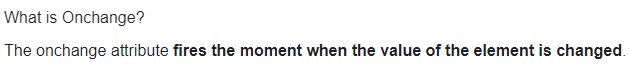 What is Onchange?
The onchange attribute fires the moment when the value of the element is changed.